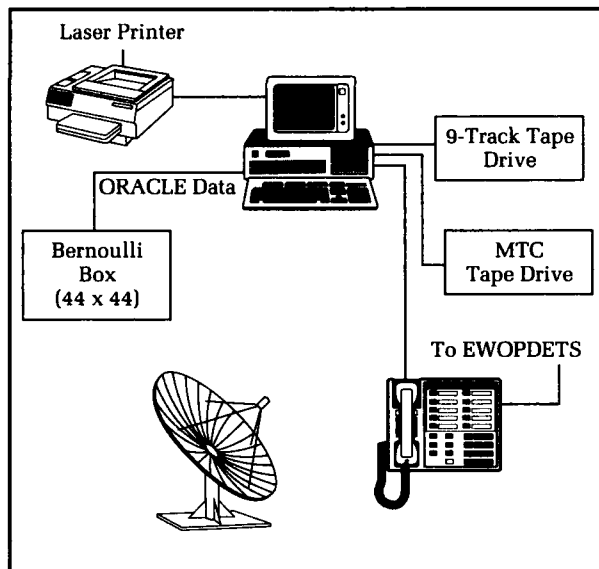 Laser Printer
9-Track Tape
Drive
ORACLE Data
Bernoulli
Box
(44 x 44)
MTC
Tape Drive
To EWOPDETS